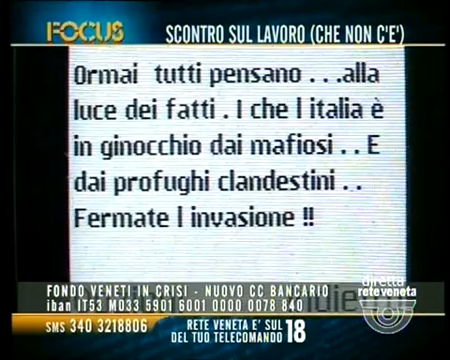 FOCUS
SCONTRO SUL LAVORO (CHE NON C'E')
Ormai tutti pensano . . .alla
luce dei fatti . I che l italia è
in ginocchio dai mafiosi . . E
dai profughi clandestini . .
Fermate l invasione !!
diretta
reteveneta
FONDO VENETI IN CRISI - NUOVO CC BANCARIO
iban IT53 M033 5901 6001 0000 0078 840
SMS 340 3218806
RETE VENETA E' SUL
DEL TUO TELECOMANDO 18